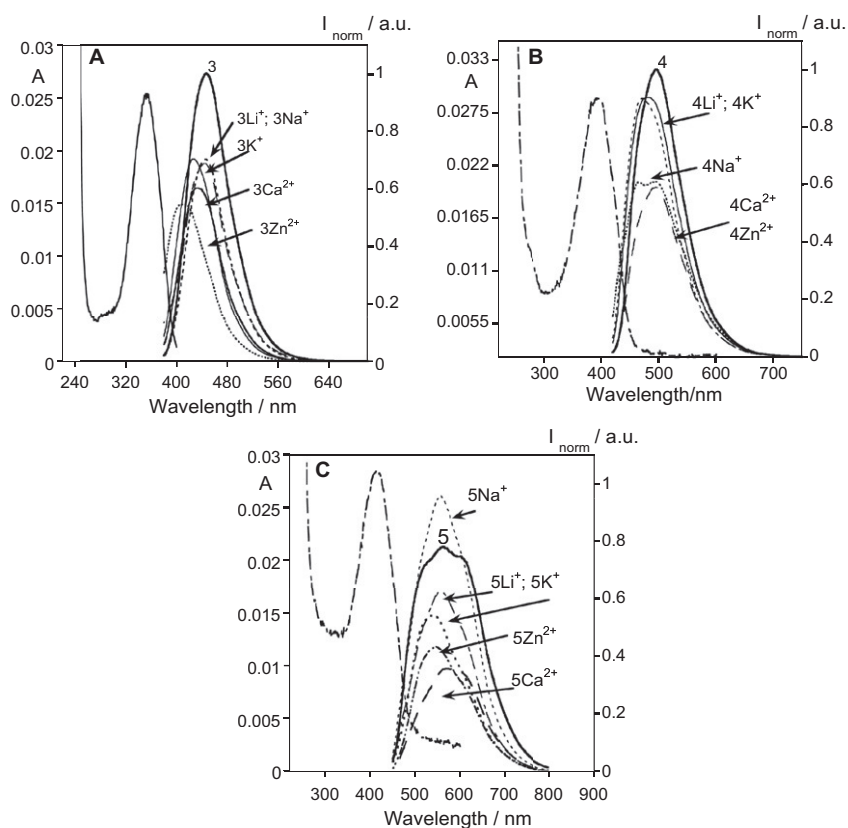 I norm / a.u.
A
A
3
0.03
0.025
0.02
0.015
0.01
0.005
0
1
0.8
0.6
0.4
0.2
0
3Li⁺; 3Na⁺
3K⁺
3Ca²⁺
3Zn²⁺
240 320 400 480 560 640
Wavelength / nm
I norm / a.u.
A
B
4
0.033
0.0275
0.022
0.0165
0.011
0.0055
1
0.8
0.6
0.4
0.2
0
4Li⁺; 4K⁺
4Na⁺
4Ca²⁺
4Zn²⁺
300 400 500 600 700
Wavelength/nm
I norm / a.u.
A
C
5
0.03
0.025
0.02
0.015
0.01
0.005
0
1
0.8
0.6
0.4
0.2
0
5Na⁺
5Li⁺; 5K⁺
5Zn²⁺
5Ca²⁺
300 400 500 600 700 800 900
Wavelength / nm